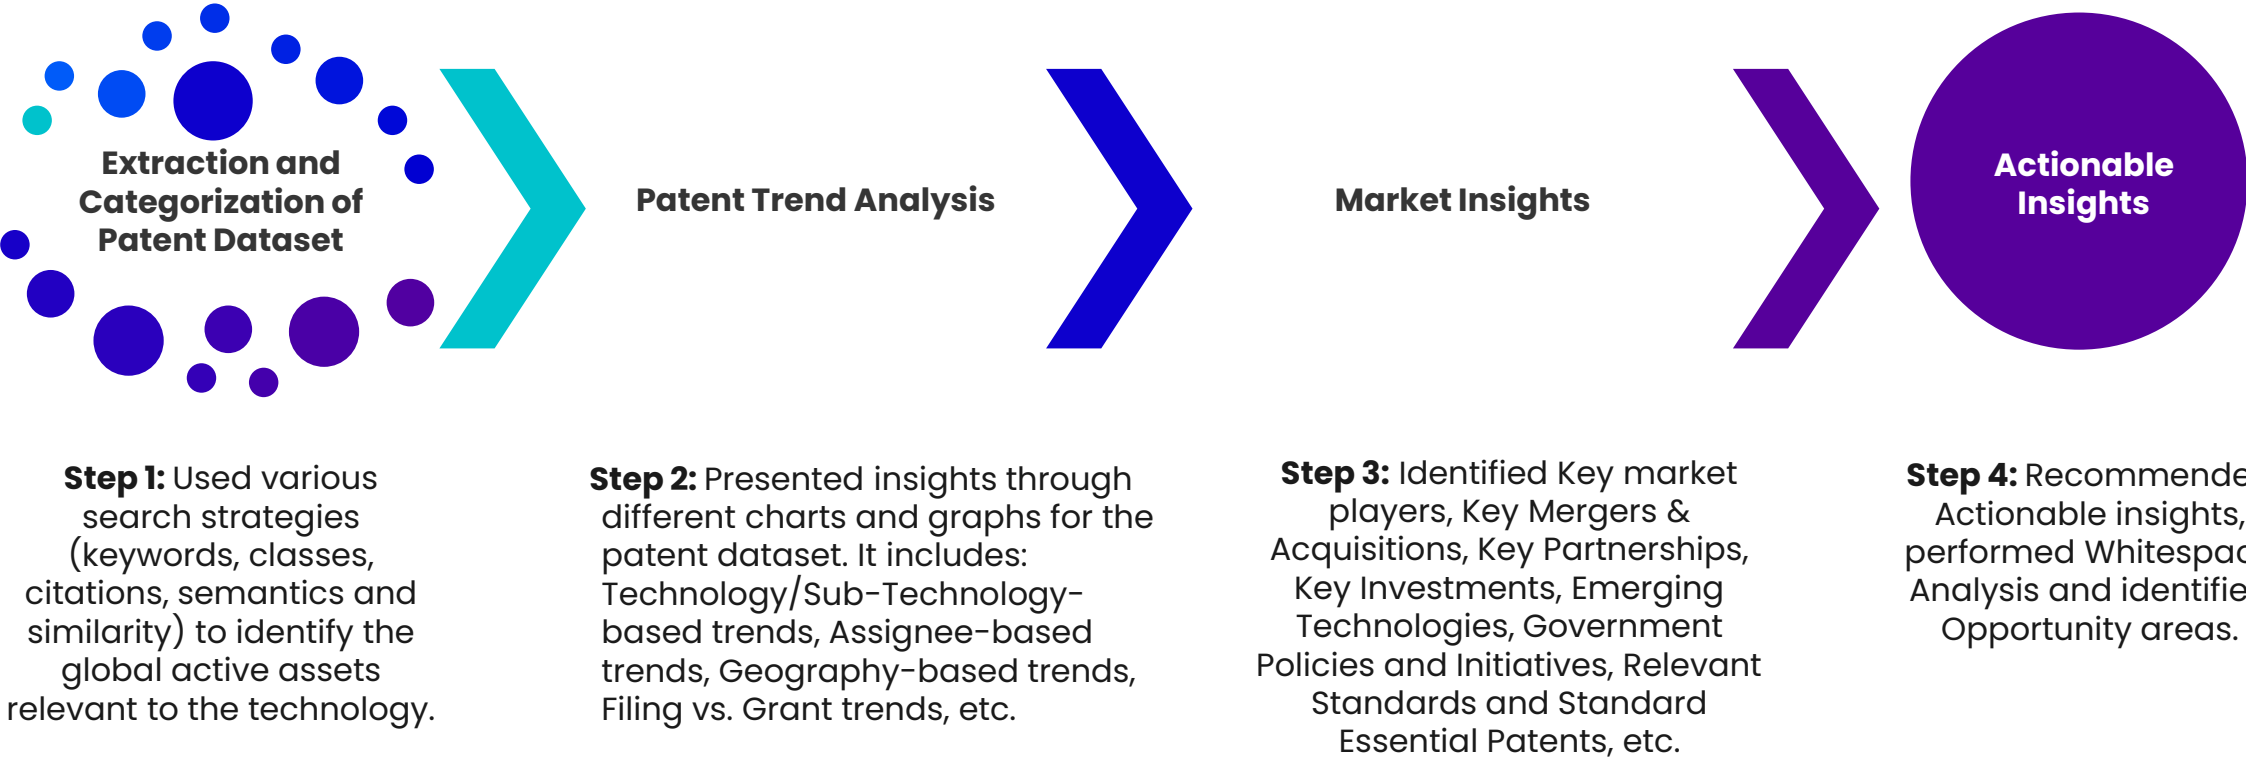 Extraction and
Categorization of
Patent Dataset
Patent Trend Analysis
Market Insights
Actionable
Insights
Step 1: Used various
search strategies
(keywords, classes,
citations, semantics and
similarity) to identify the
global active assets
relevant to the technology.
Step 2: Presented insights through
different charts and graphs for the
patent dataset. It includes:
Technology/Sub-Technology-
based trends, Assignee-based
trends, Geography-based trends,
Filing vs. Grant trends, etc.
Step 3: Identified Key market
players, Key Mergers &
Acquisitions, Key Partnerships,
Key Investments, Emerging
Technologies, Government
Policies and Initiatives, Relevant
Standards and Standard
Essential Patents, etc.
Step 4:
Actionable insights,
performed
Analysis and
Opportunity areas.